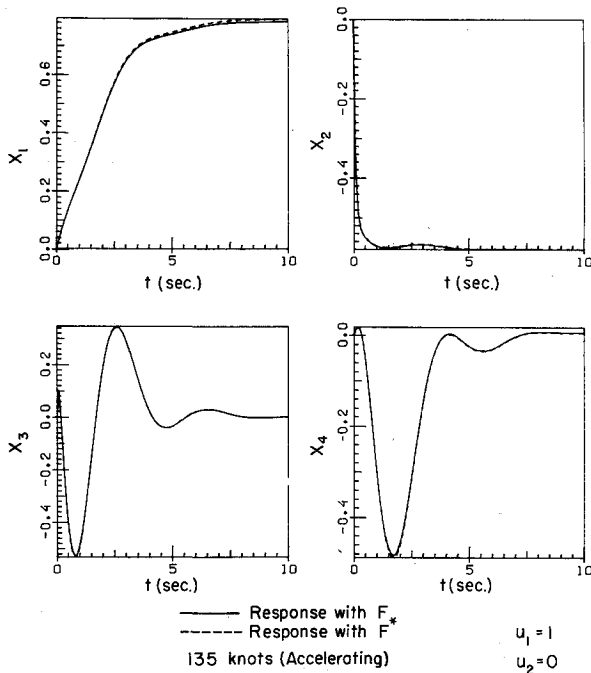 0.6
0.4
0.2
0
X₁
0 5 10
t (sec.)
0.0
-0.2
-0.4
X₂
0 5 10
t (sec.)
0.2
0.0
-0.2
-0.4
X₃
0 5 10
t (sec.)
0.0
-0.2
-0.4
X₄
0 5 10
t (sec.)
Response with F
Response with F*
135 knots (Accelerating)
u₁ = 1
u₂ = 0